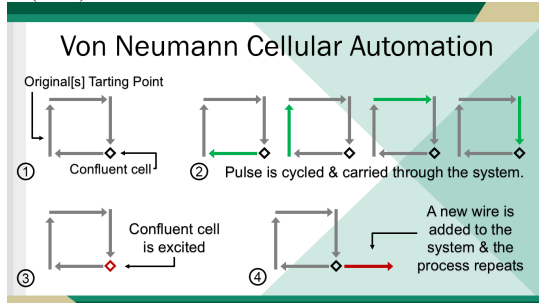 Von Neumann Cellular Automation
Original[s] Tarting Point
Confluent cell
①
②
Pulse is cycled & carried through the system.
Confluent cell
is excited
③
A new wire is
added to the
system & the
process repeats
④